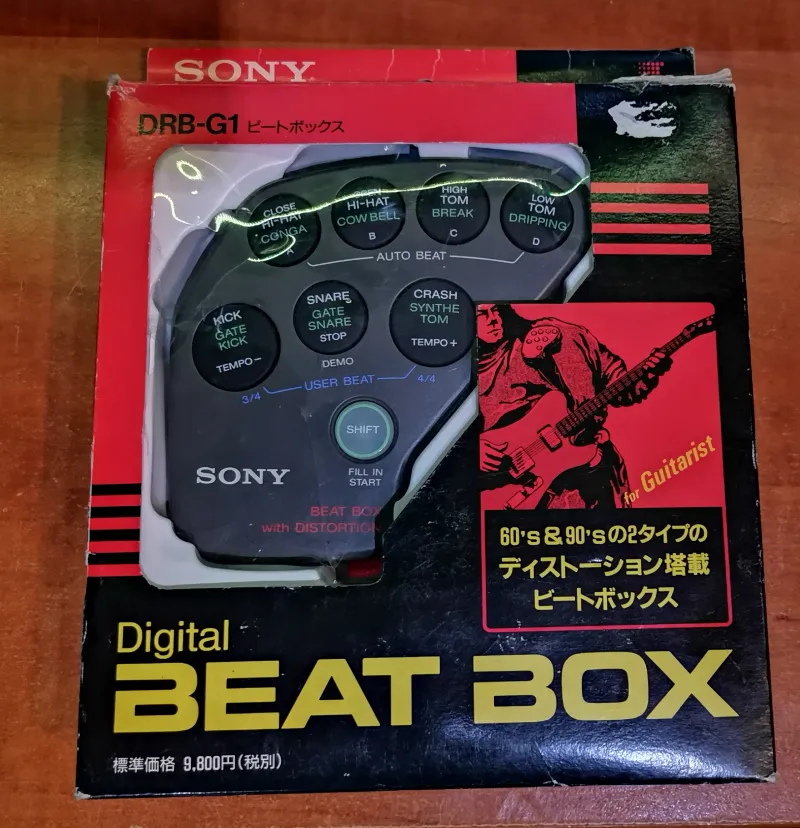 SONY
DRB-G1 ビートボックス
CLOSE
HI-HAT
CONGA
A
OPEN
HI-HAT
COW BELL
B
HIGH
TOM
BREAK
C
LOW
TOM
DRIPPING
D
AUTO BEAT
KICK
GATE
KICK
TEMPO−
SNARE
GATE
SNARE
STOP
CRASH
SYNTHE
TOM
TEMPO+
DEMO
3/4 USER BEAT 4/4
SHIFT
FILL IN
START
SONY
BEAT BOX
with DISTORTION
for Guitarist
60's & 90'sの2タイプの
ディストーション塔載
ビートボックス
Digital
BEAT BOX
標準価格 9,800円(税別)